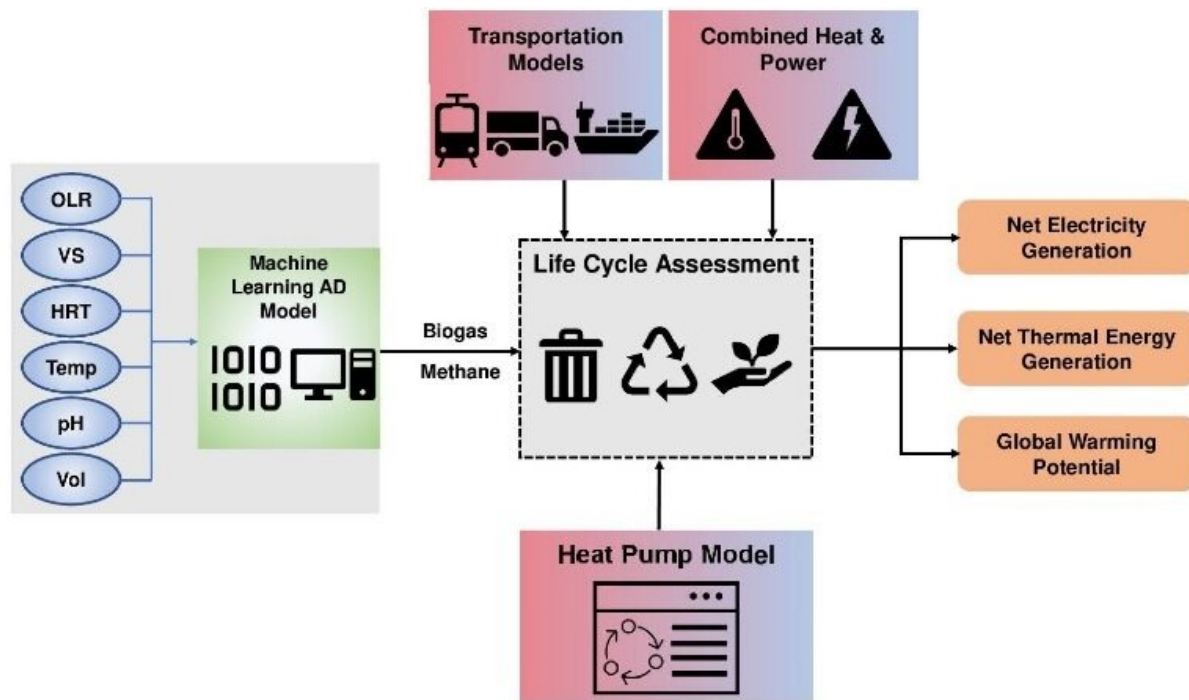 Transportation
Models
Combined Heat &
Power
OLR
VS
HRT
Temp
pH
Vol
Machine
Learning AD
Model
1010
1010
Biogas
Methane
Life Cycle Assessment
Net Electricity
Generation
Net Thermal Energy
Generation
Global Warming
Potential
Heat Pump Model